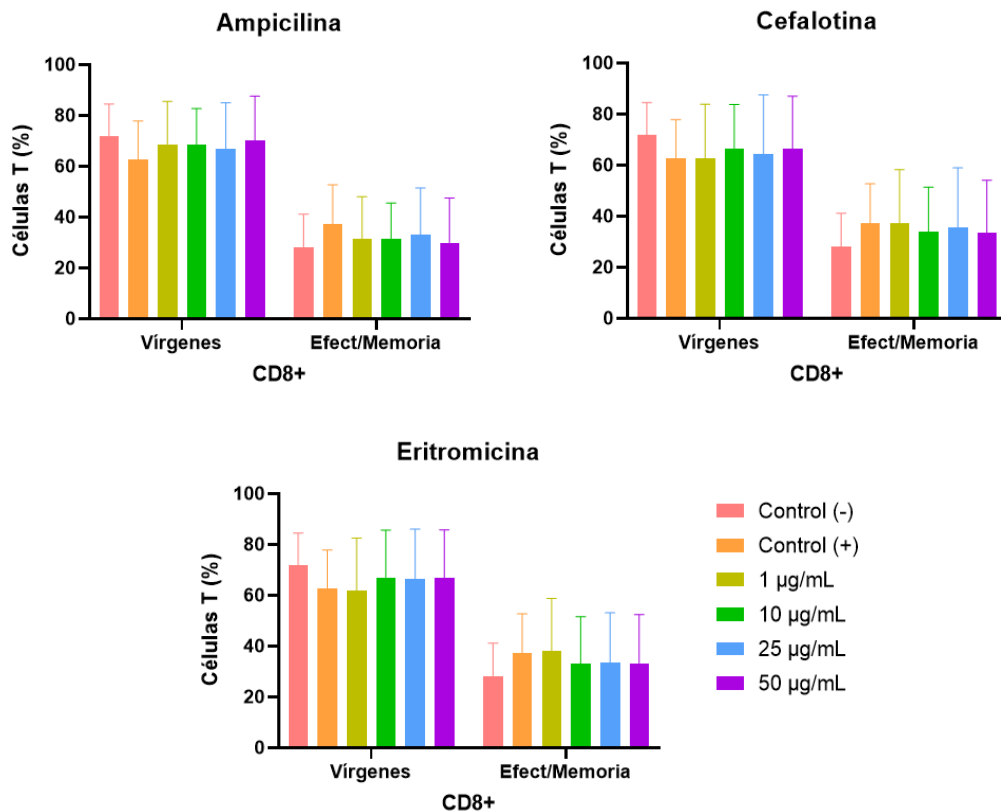 Ampicilina
100
80
60
40
20
0
Células T (%)
Vírgenes Efect/Memoria
CD8+
Cefalotina
100
80
60
40
20
0
Células T (%)
Vírgenes Efect/Memoria
CD8+
Eritromicina
100
80
60
40
20
0
Células T (%)
Vírgenes Efect/Memoria
CD8+
Control (-)
Control (+)
1 µg/mL
10 µg/mL
25 µg/mL
50 µg/mL